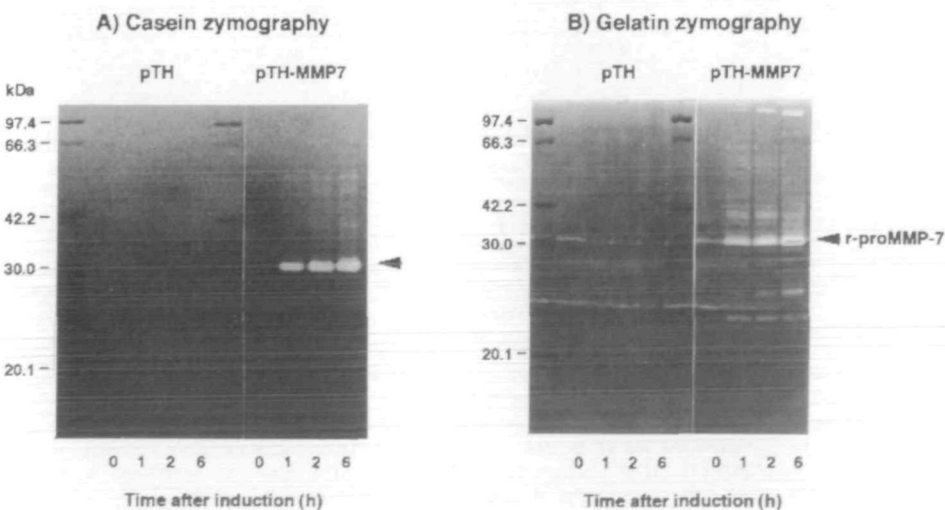 A) Casein zymography
pTH pTH-MMP7
kDa
97.4
66.3
42.2
30.0
20.1
0 1 2 6 0 1 2 6
Time after induction (h)
B) Gelatin zymography
pTH pTH-MMP7
97.4
66.3
42.2
30.0
20.1
r-proMMP-7
0 1 2 6 0 1 2 6
Time after induction (h)